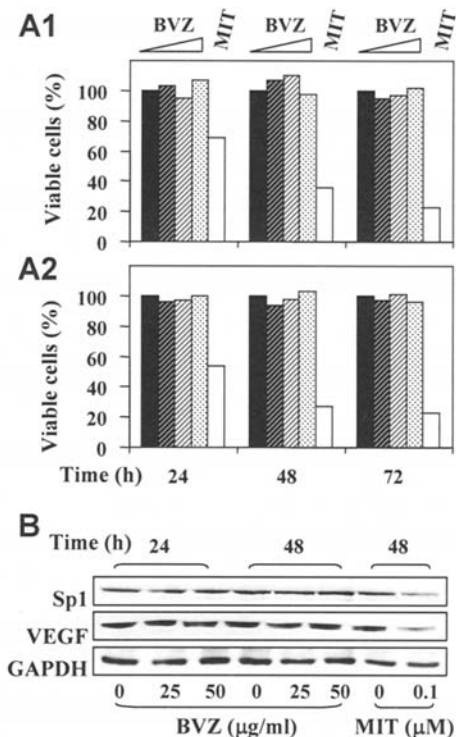 A1
BVZ MIT BVZ MIT BVZ MIT
Viable cells (%)
100
80
60
40
20
0
A2
Viable cells (%)
100
80
60
40
20
0
Time (h) 24 48 72
B
Time (h) 24 48 48
Sp1
VEGF
GAPDH
0 25 50 0 25 50 0 0.1
BVZ (μg/ml) MIT (μM)